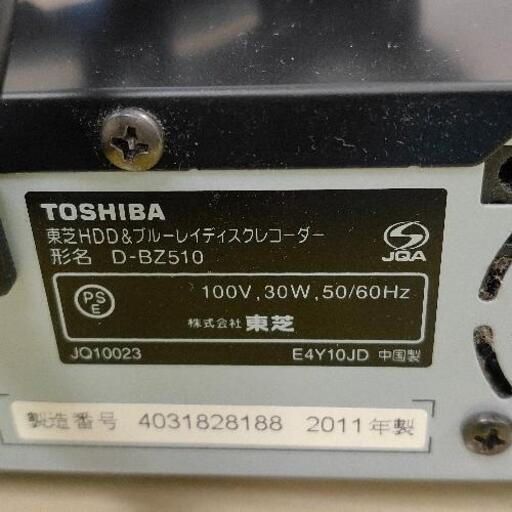 TOSHIBA
東芝HDD&ブルーレイディスクレコーダー
形名 D-BZ510
JQA
PS
E
100V,30W,50/60Hz
株式会社 東芝
JQ10023
E4Y10JD 中国製
製造番号 4031828188 2011年製